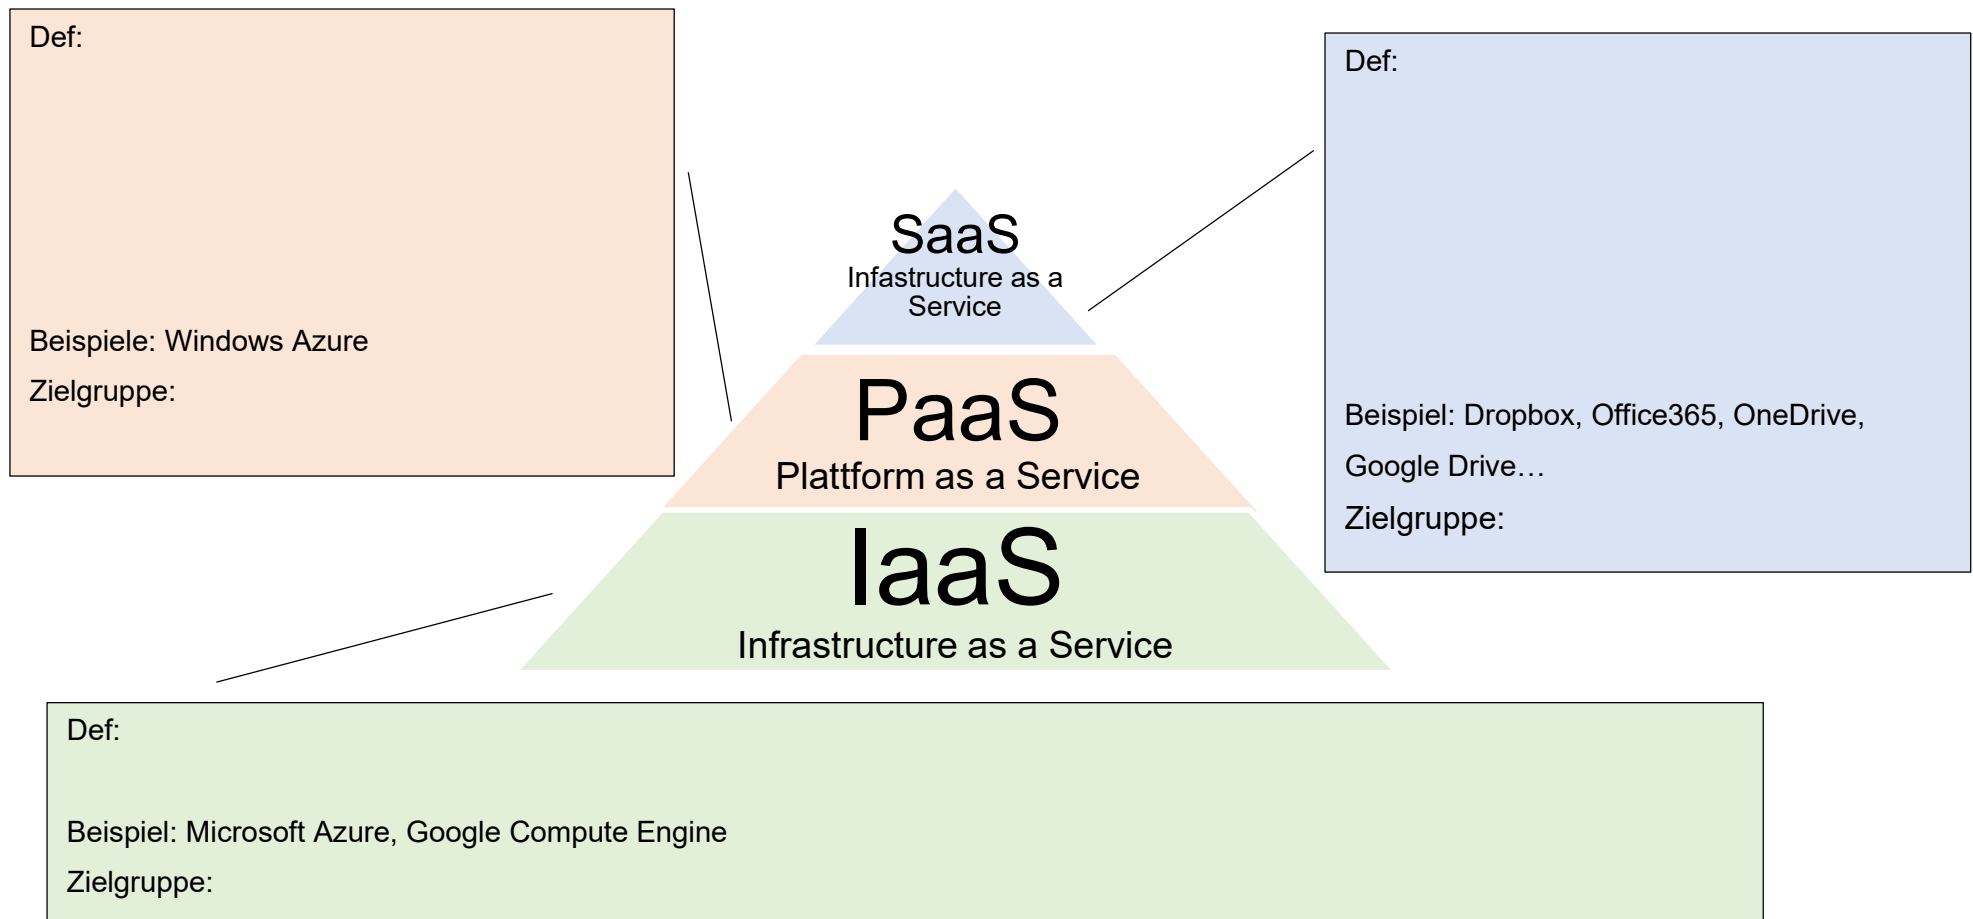 Def:
Beispiele: Windows Azure
Zielgruppe:
Def:
Beispiel: Dropbox, Office365, OneDrive,
Google Drive…
Zielgruppe:
SaaS
Infastructure as a
Service
PaaS
Plattform as a Service
IaaS
Infrastructure as a Service
Def:
Beispiel: Microsoft Azure, Google Compute Engine
Zielgruppe: